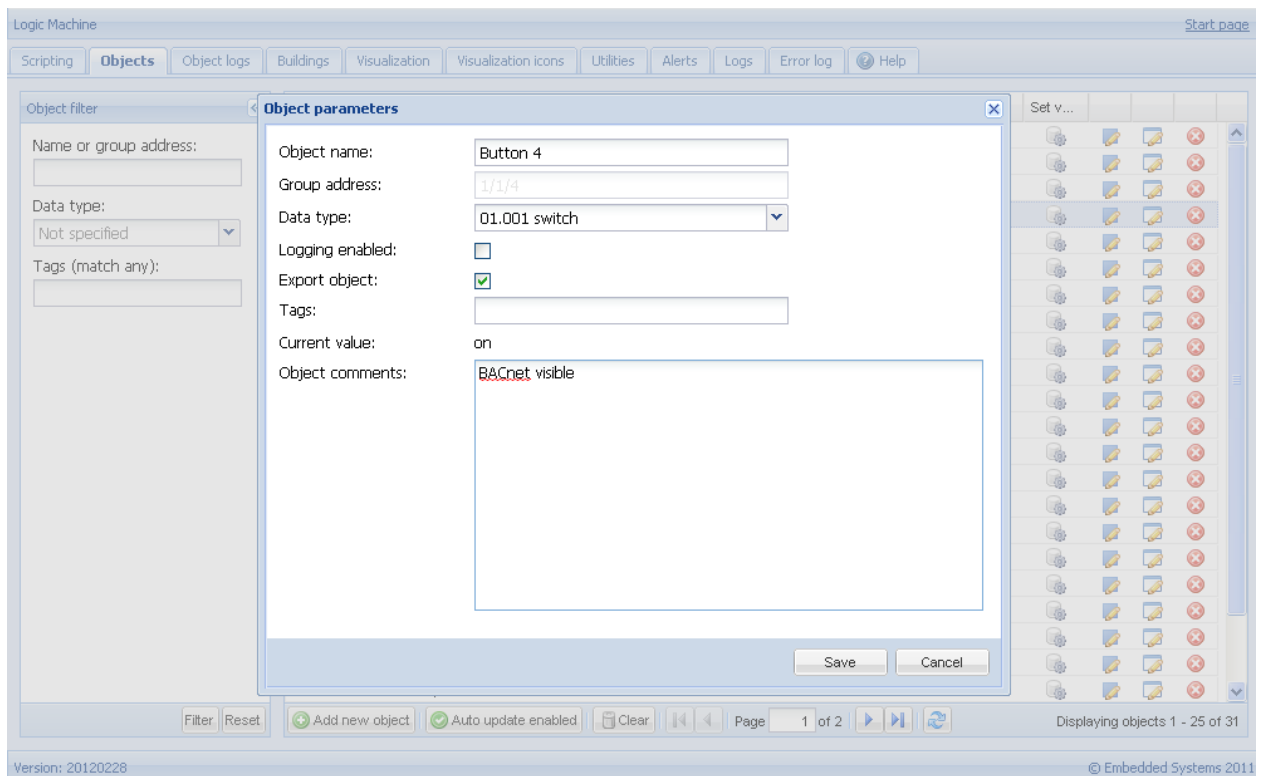 Logic Machine Start page
Scripting Objects Object logs Buildings Visualization Visualization icons Utilities Alerts Logs Error log Help
Object filter
Name or group address:
Data type:
Not specified
Tags (match any):
Filter Reset
Object parameters
Object name: Button 4
Group address: 1/1/4
Data type: 01.001 switch
Logging enabled:
Export object:
Tags:
Current value: on
Object comments: BACnet visible
Save Cancel
Set v...
Add new object Auto update enabled Clear Page 1 of 2 Displaying objects 1 - 25 of 31
Version: 20120228 © Embedded Systems 2011